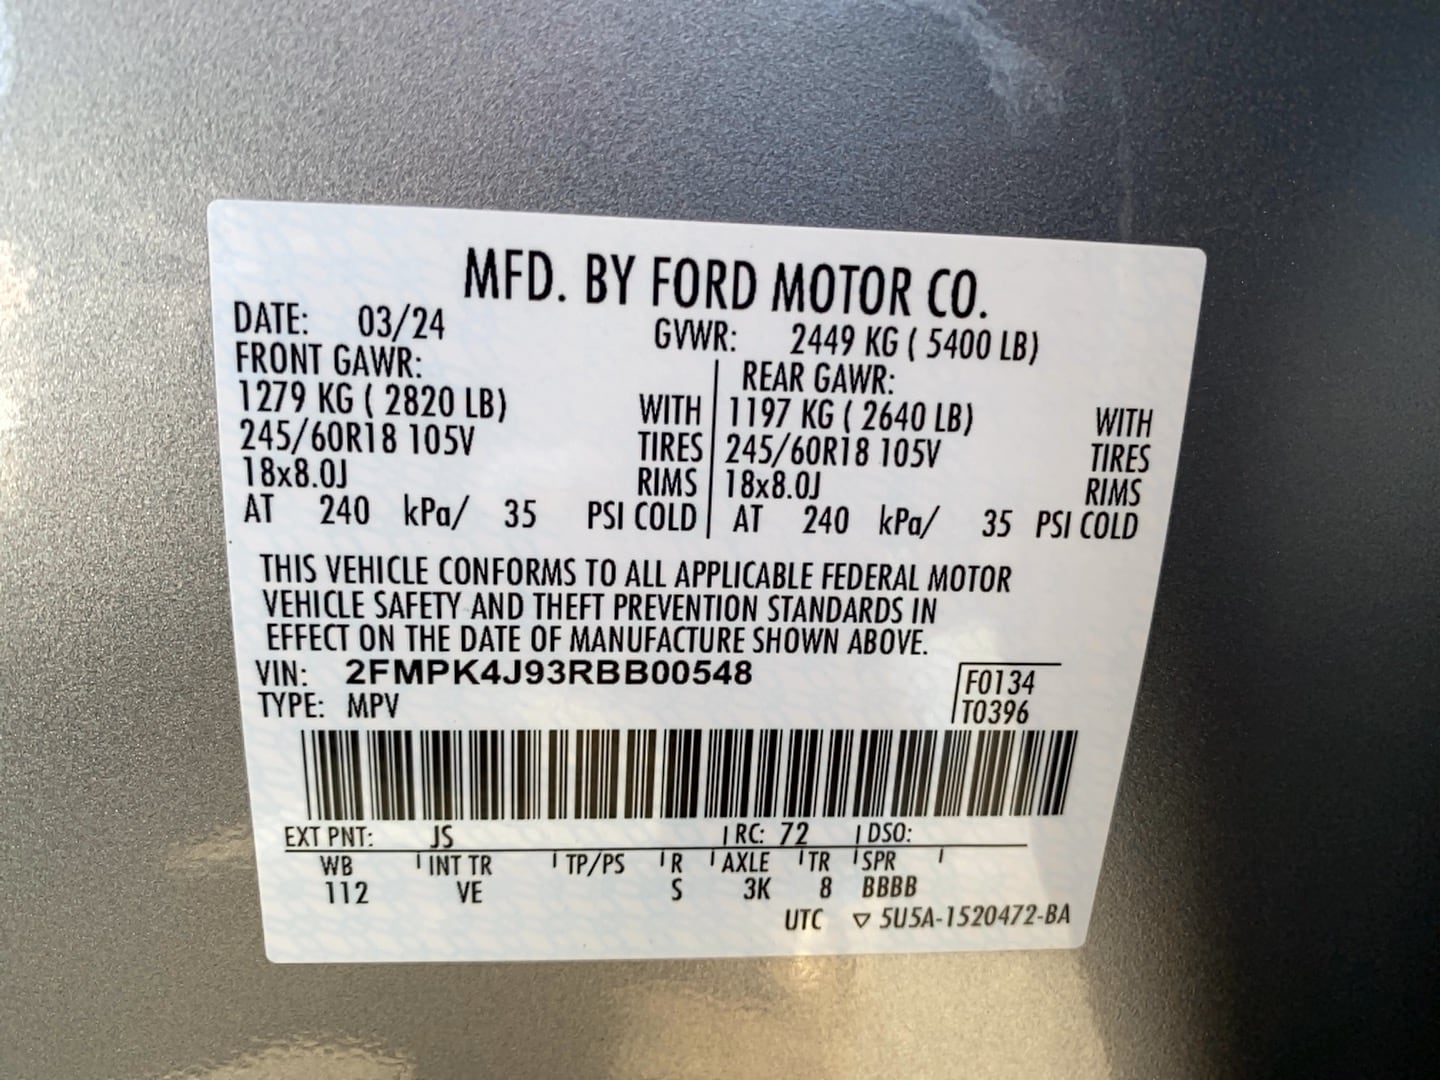 MFD. BY FORD MOTOR CO.
DATE: 03/24 GVWR: 2449 KG ( 5400 LB)
FRONT GAWR: REAR GAWR:
1279 KG ( 2820 LB) WITH 1197 KG ( 2640 LB) WITH
245/60R18 105V TIRES 245/60R18 105V TIRES
18x8.0J RIMS 18x8.0J RIMS
AT 240 kPa/ 35 PSI COLD AT 240 kPa/ 35 PSI COLD
THIS VEHICLE CONFORMS TO ALL APPLICABLE FEDERAL MOTOR
VEHICLE SAFETY AND THEFT PREVENTION STANDARDS IN
EFFECT ON THE DATE OF MANUFACTURE SHOWN ABOVE.
VIN: 2FMPK4J93RBB00548 F0134
TYPE: MPV T0396
EXT PNT: JS RC: 72 DSO:
WB INT TR TP/PS R AXLE TR SPR
112 VE S 3K 8 BBBB
UTC ▽ 5U5A-1520472-BA